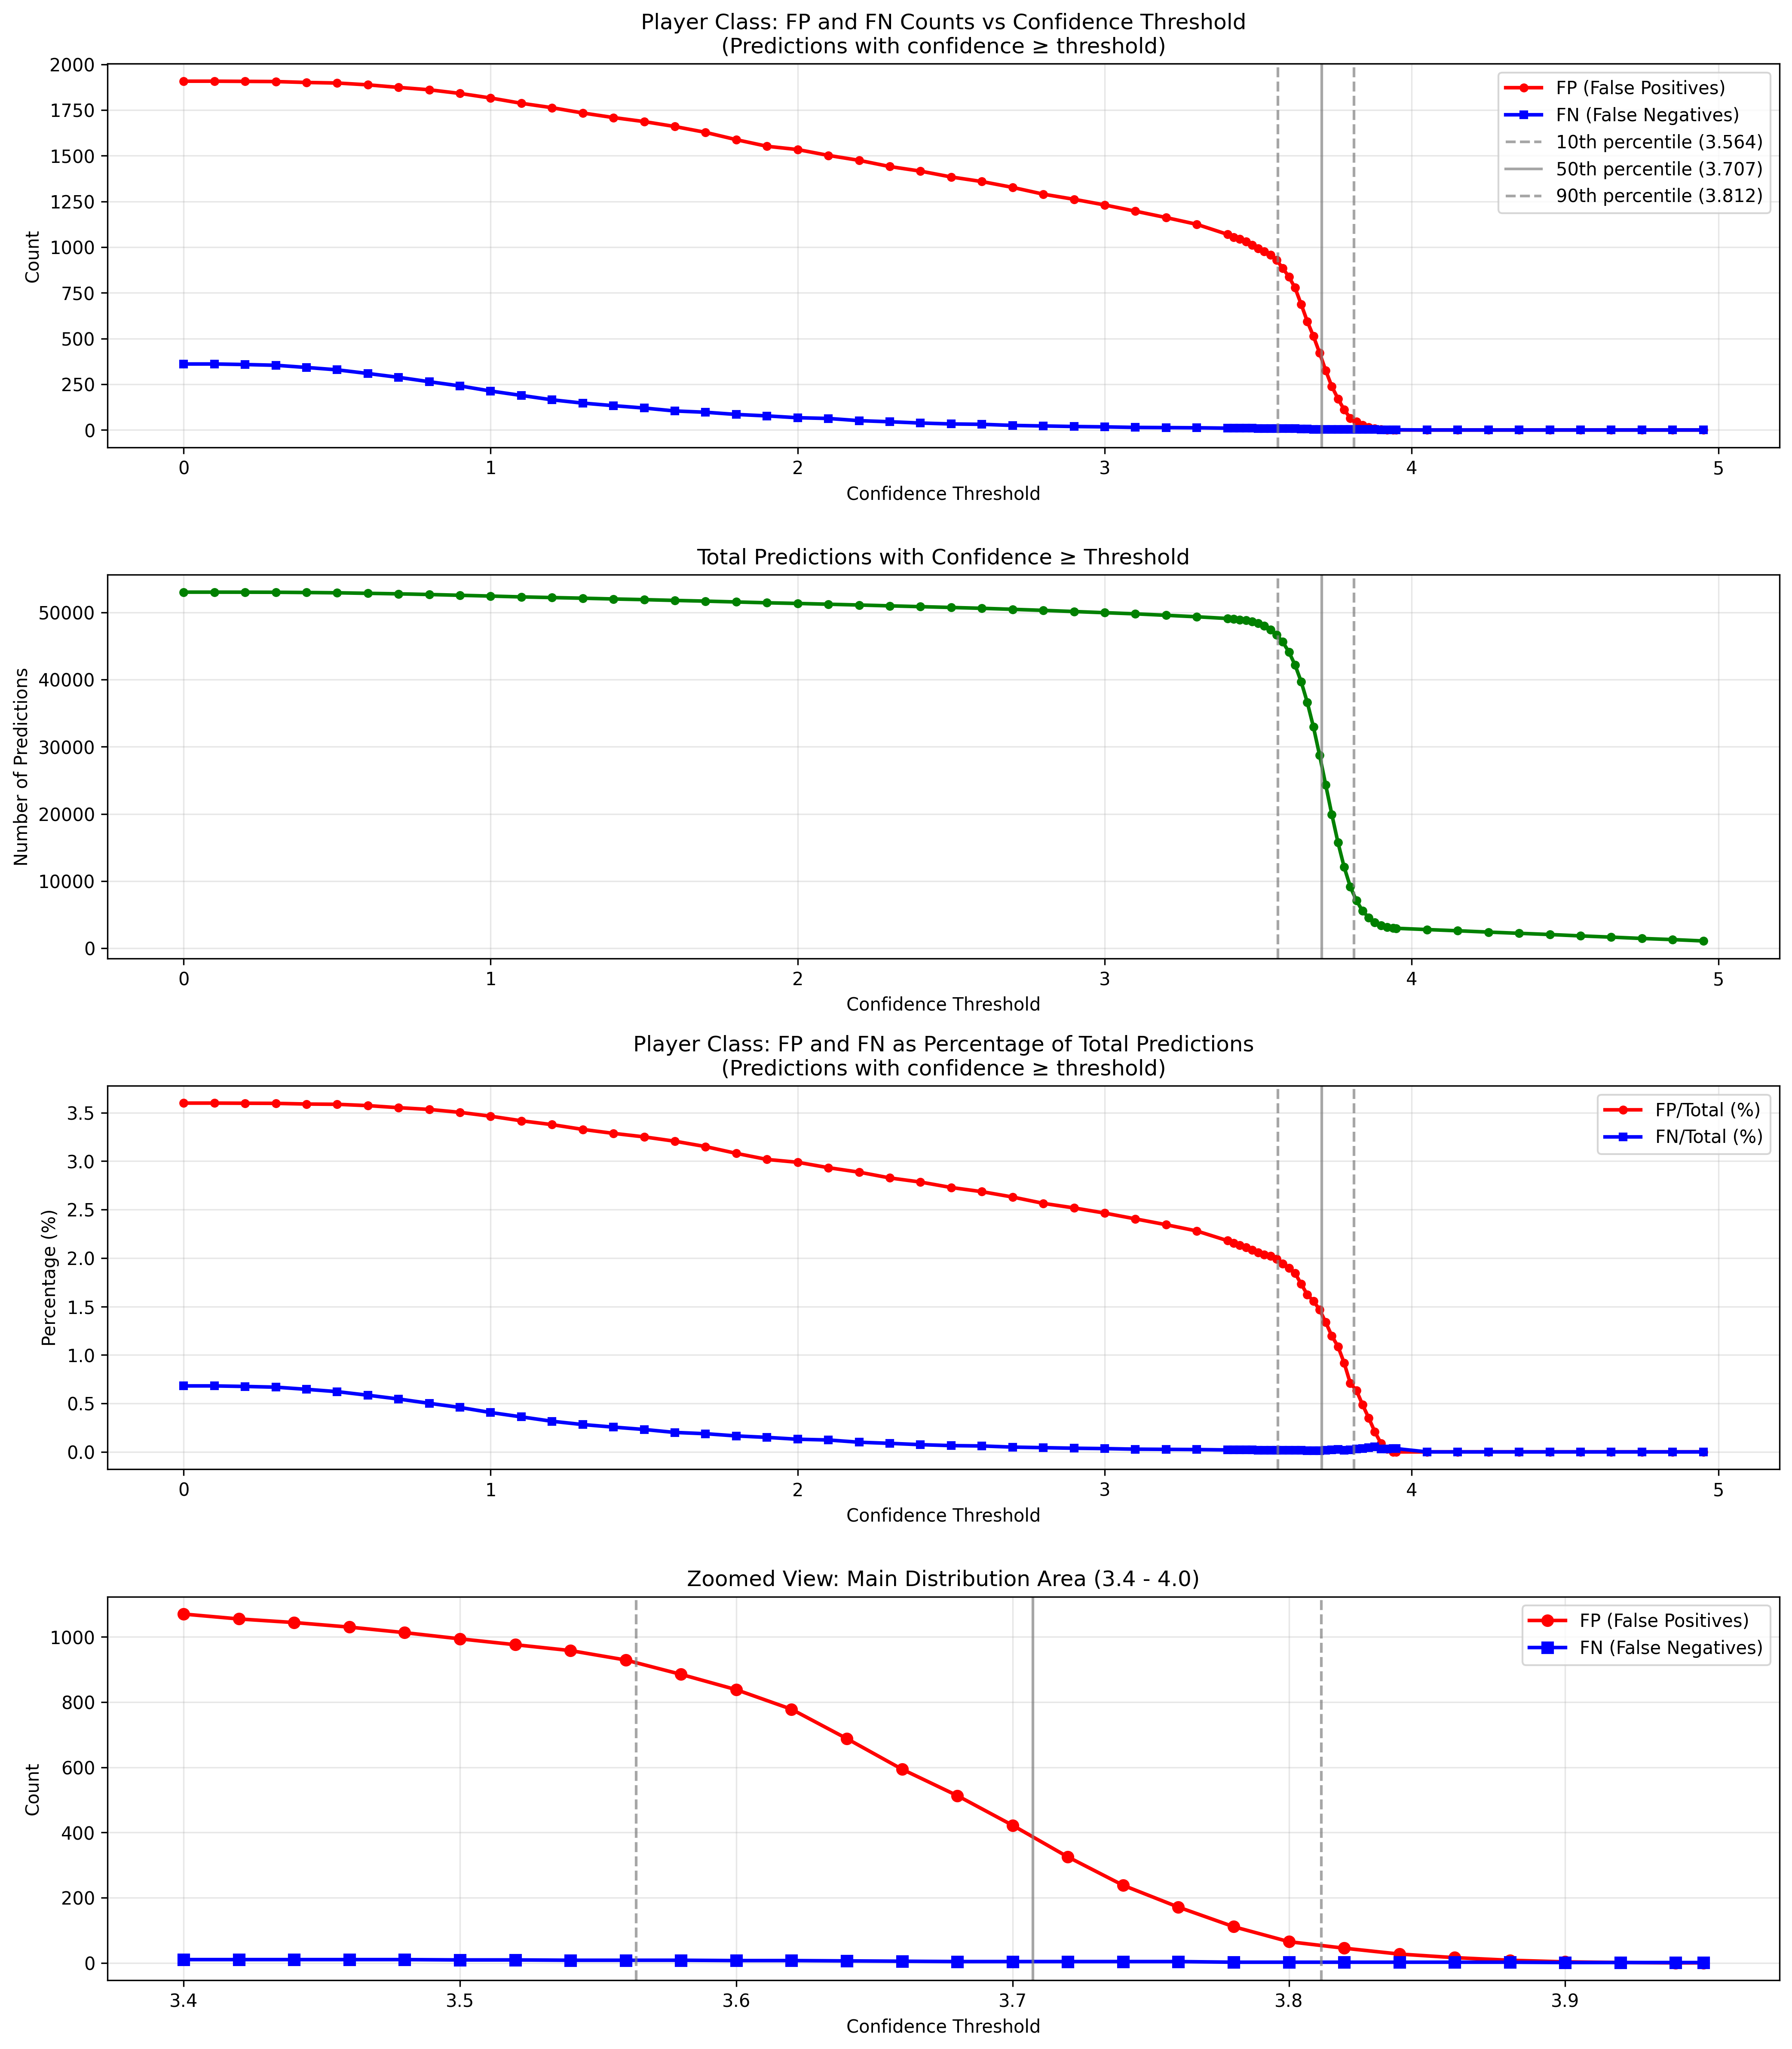 Player Class: FP and FN Counts vs Confidence Threshold
(Predictions with confidence ≥ threshold)
Count
2000
1750
1500
1250
1000
750
500
250
0
FP (False Positives)
FN (False Negatives)
10th percentile (3.564)
50th percentile (3.707)
90th percentile (3.812)
0 1 2 3 4 5
Confidence Threshold
Total Predictions with Confidence ≥ Threshold
Number of Predictions
50000
40000
30000
20000
10000
0
0 1 2 3 4 5
Confidence Threshold
Player Class: FP and FN as Percentage of Total Predictions
(Predictions with confidence ≥ threshold)
Percentage (%)
3.5
3.0
2.5
2.0
1.5
1.0
0.5
0.0
FP/Total (%)
FN/Total (%)
0 1 2 3 4 5
Confidence Threshold
Zoomed View: Main Distribution Area (3.4 - 4.0)
Count
1000
800
600
400
200
0
FP (False Positives)
FN (False Negatives)
3.4 3.5 3.6 3.7 3.8 3.9
Confidence Threshold